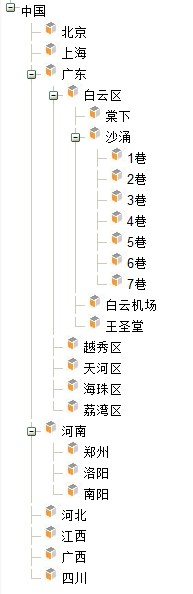 中国
北京
上海
广东
白云区
棠下
沙涌
1巷
2巷
3巷
4巷
5巷
6巷
7巷
白云机场
王圣堂
越秀区
天河区
海珠区
荔湾区
河南
郑州
洛阳
南阳
河北
江西
广西
四川